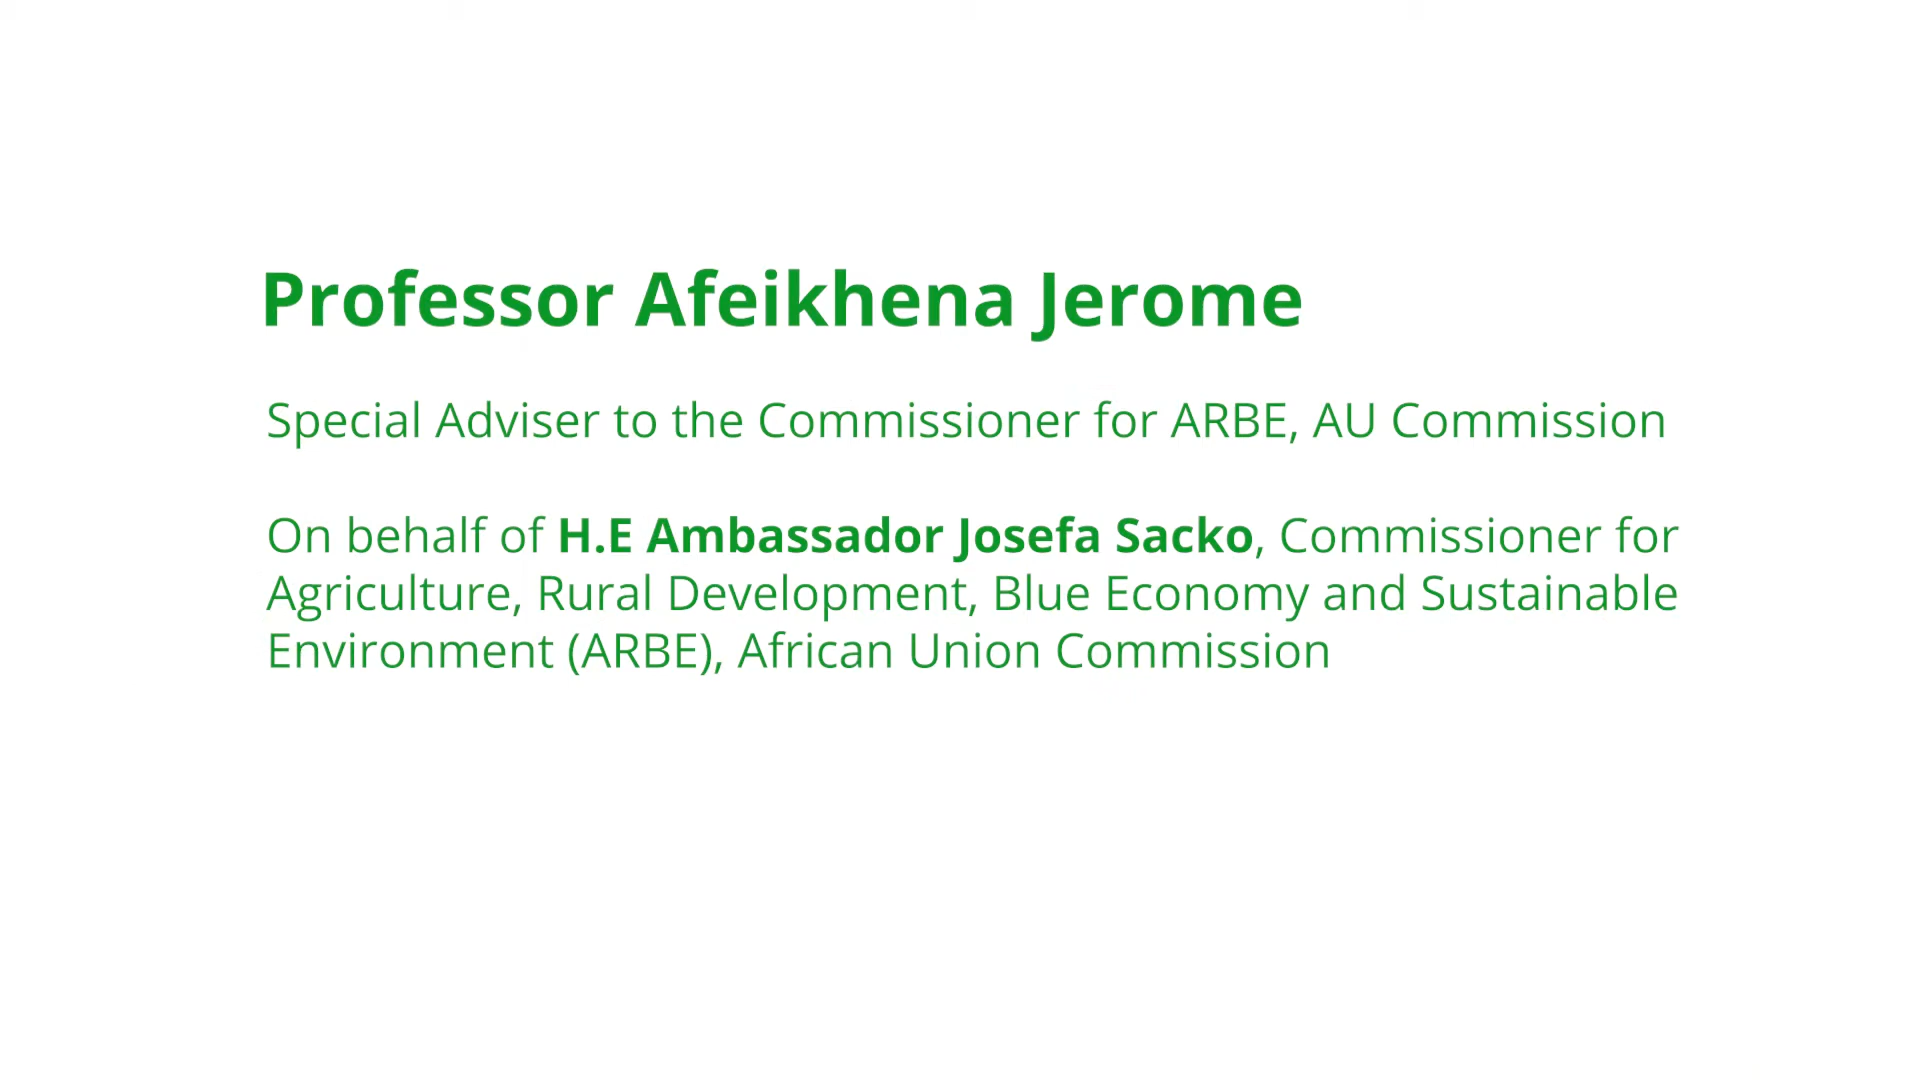 Professor Afeikhena Jerome
Special Adviser to the Commissioner for ARBE, AU Commission
On behalf of H.E Ambassador Josefa Sacko, Commissioner for
Agriculture, Rural Development, Blue Economy and Sustainable
Environment (ARBE), African Union Commission